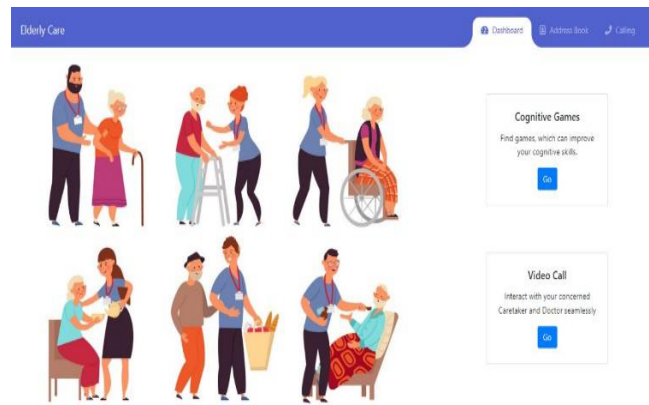 Elderly Care
Dashboard
Address Book
Calling
Cognitive Games
Find games, which can improve
your cognitive skills.
Go
Video Call
Interact with your concerned
Caretaker and Doctor seamlessly
Go